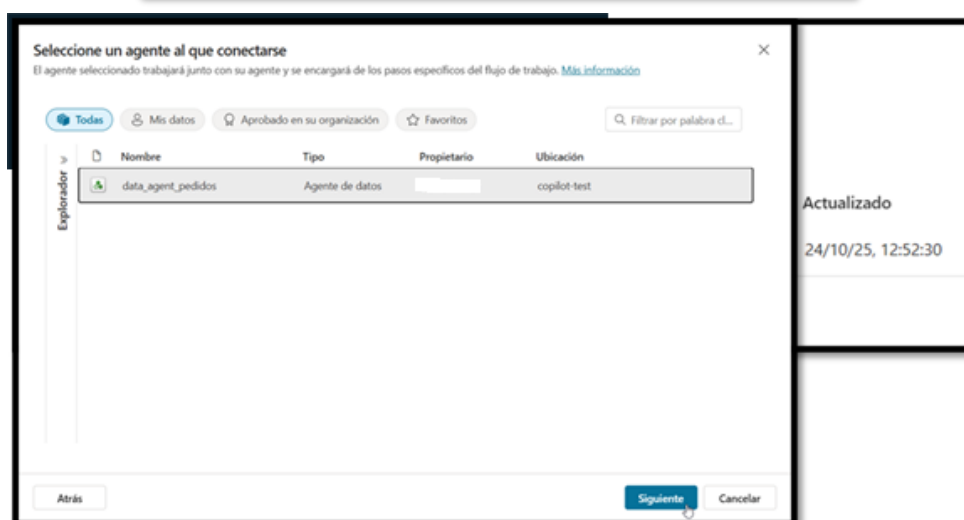 Seleccione un agente al que conectarse
El agente seleccionado trabajará junto con su agente y se encargará de los pasos específicos del flujo de trabajo. Más información
Todas Mis datos Aprobado en su organización Favoritos Filtrar por palabra cl...
Explorador
Nombre Tipo Propietario Ubicación
data_agent_pedidos Agente de datos copilot-test
Actualizado
24/10/25, 12:52:30
Atrás Siguiente Cancelar